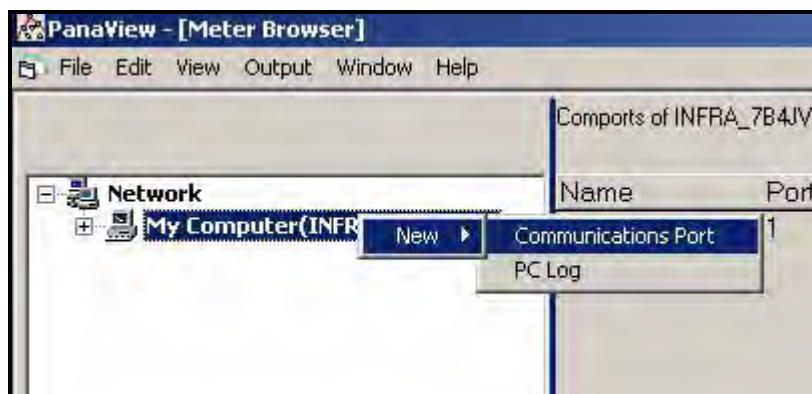 PanaView - [Meter Browser]
File Edit View Output Window Help
Comports of INFRA_7B4JV
Network
Name Port
My Computer(INFR
New
Communications Port
1
PC Log